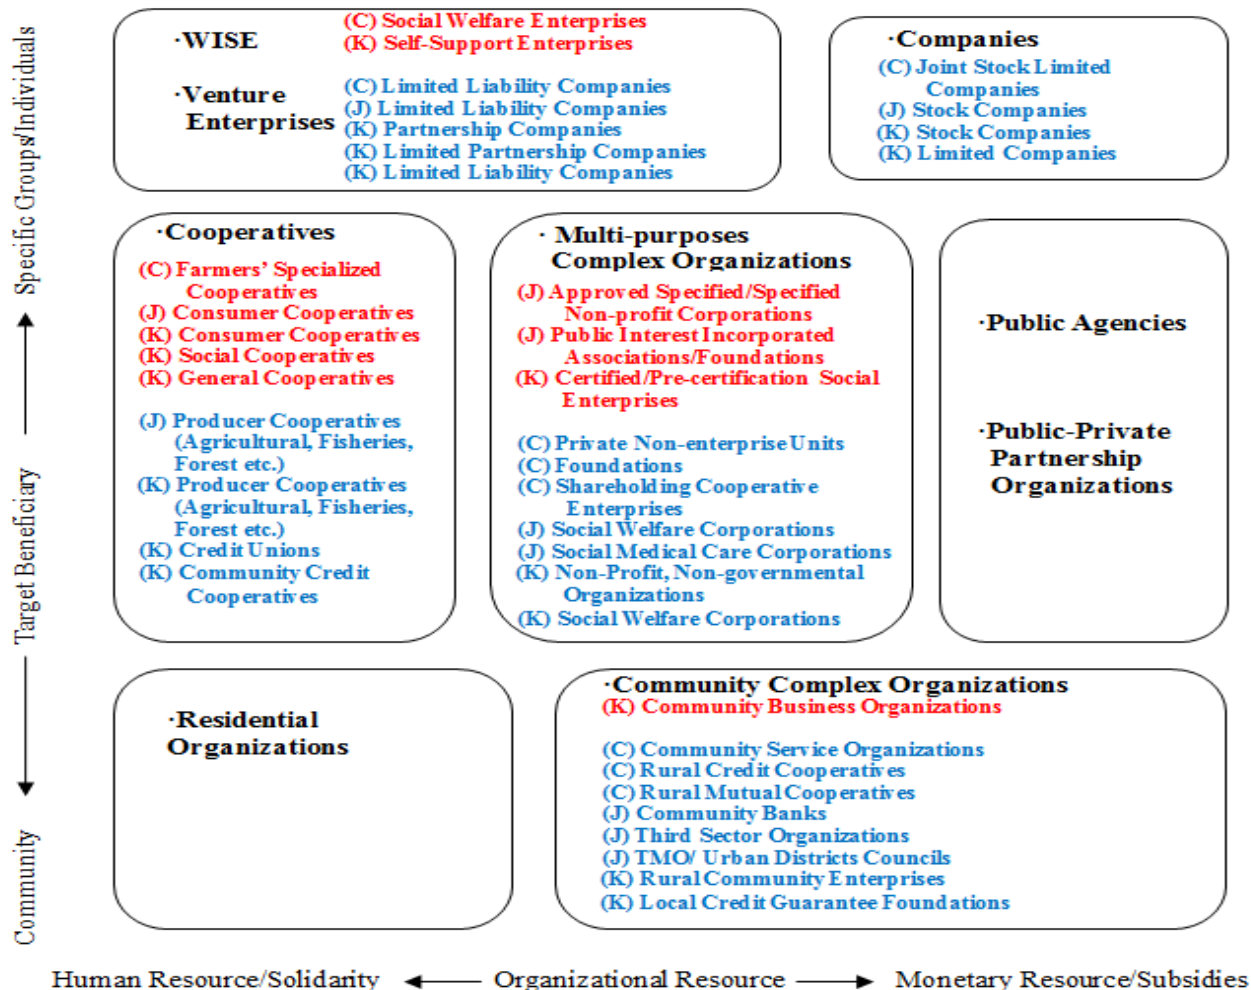 ·WISE
(C) Social Welfare Enterprises
(K) Self-Support Enterprises
·Venture
Enterprises
(C) Limited Liability Companies
(J) Limited Liability Companies
(K) Partnership Companies
(K) Limited Partnership Companies
(K) Limited Liability Companies
·Companies
(C) Joint Stock Limited
Companies
(J) Stock Companies
(K) Stock Companies
(K) Limited Companies
·Cooperatives
(C) Farmers' Specialized
Cooperatives
(J) Consumer Cooperatives
(K) Consumer Cooperatives
(K) Social Cooperatives
(K) General Cooperatives
(J) Producer Cooperatives
(Agricultural, Fisheries,
Forest etc.)
(K) Producer Cooperatives
(Agricultural, Fisheries,
Forest etc.)
(K) Credit Unions
(K) Community Credit
Cooperatives
· Multi-purposes
Complex Organizations
(J) Approved Specified/Specified
Non-profit Corporations
(J) Public Interest Incorporated
Associations/Foundations
(K) Certified/Pre-certification Social
Enterprises
(C) Private Non-enterprise Units
(C) Foundations
(C) Shareholding Cooperative
Enterprises
(J) Social Welfare Corporations
(J) Social Medical Care Corporations
(K) Non-Profit, Non-governmental
Organizations
(K) Social Welfare Corporations
·Public Agencies
·Public-Private
Partnership
Organizations
·Residential
Organizations
·Community Complex Organizations
(K) Community Business Organizations
(C) Community Service Organizations
(C) Rural Credit Cooperatives
(C) Rural Mutual Cooperatives
(J) Community Banks
(J) Third Sector Organizations
(J) TMO/ Urban Districts Councils
(K) Rural Community Enterprises
(K) Local Credit Guarantee Foundations
Specific Groups/Individuals
Target Beneficiary
Community
Human Resource/Solidarity
Organizational Resource
Monetary Resource/Subsidies